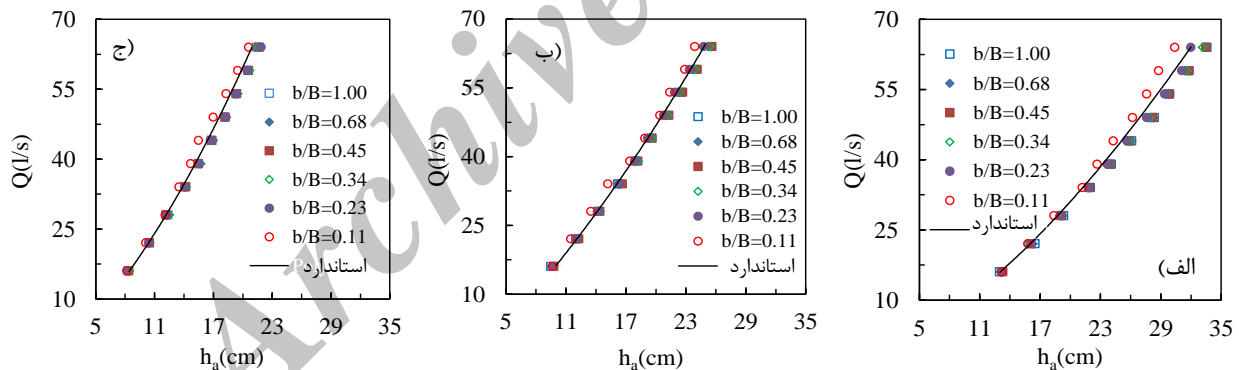 ج)
Q(l/s)
70
55
40
25
10
b/B=1.00
b/B=0.68
b/B=0.45
b/B=0.34
b/B=0.23
b/B=0.11
استاندارد
5 11 17 23 29 35
hₐ(cm)
ب)
Q(l/s)
70
55
40
25
10
b/B=1.00
b/B=0.68
b/B=0.45
b/B=0.34
b/B=0.23
b/B=0.11
استاندارد
5 11 17 23 29 35
hₐ(cm)
الف)
Q(l/s)
70
55
40
25
10
b/B=1.00
b/B=0.68
b/B=0.45
b/B=0.34
b/B=0.23
b/B=0.11
استاندارد
5 11 17 23 29 35
hₐ(cm)
Archive